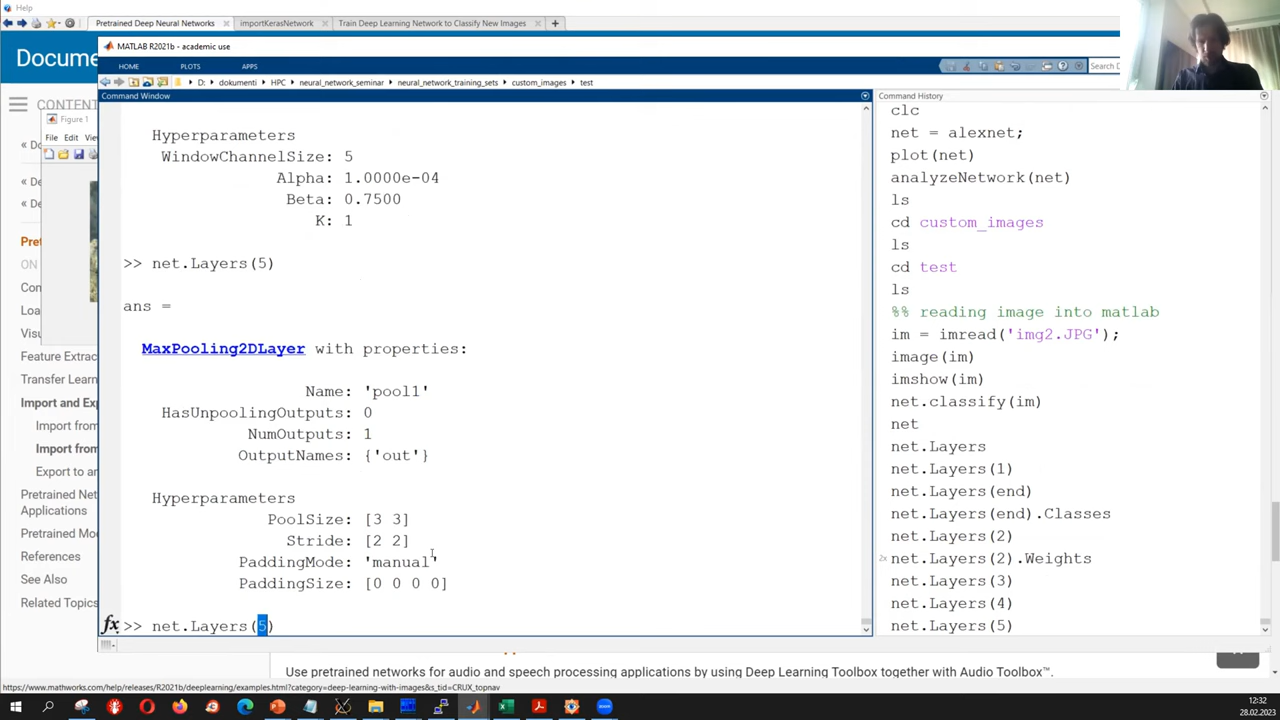 Help
Pretrained Deep Neural Networks
importKerasNetwork
Train Deep Learning Network to Classify New Images
Docume
MATLAB R2021b - academic use
HOME PLOTS APPS
Search D
D: dokumenti HPC neural_network_seminar neural_network_training_sets custom_images test
Command Window
Command History
CONTENT
Figure 1
File Edit View
« Do
« De
« De
Pretr
ON
Com
Loa
Visu
Feature Extrac
Transfer Learn
Import and Exp
Import from
Import from
Export to an
Pretrained Net
Applications
Pretrained Mod
References
See Also
Related Topics
Hyperparameters
WindowChannelSize: 5
Alpha: 1.0000e-04
Beta: 0.7500
K: 1
>> net.Layers(5)
ans =
MaxPooling2DLayer with properties:
Name: 'pool1'
HasUnpoolingOutputs: 0
NumOutputs: 1
OutputNames: {'out'}
Hyperparameters
PoolSize: [3 3]
Stride: [2 2]
PaddingMode: 'manual'
PaddingSize: [0 0 0 0]
fx >> net.Layers(5)
clc
net = alexnet;
plot(net)
analyzeNetwork(net)
ls
cd custom_images
ls
cd test
ls
%% reading image into matlab
im = imread('img2.JPG');
image(im)
imshow(im)
net.classify(im)
net
net.Layers
net.Layers(1)
net.Layers(end)
net.Layers(end).Classes
net.Layers(2)
2x net.Layers(2).Weights
net.Layers(3)
net.Layers(4)
net.Layers(5)
Use pretrained networks for audio and speech processing applications by using Deep Learning Toolbox together with Audio Toolbox™.
https://www.mathworks.com/help/releases/R2021b/deeplearning/examples.html?category=deep-learning-with-images&s_tid=CRUX_topnav
12:32
28.02.2023